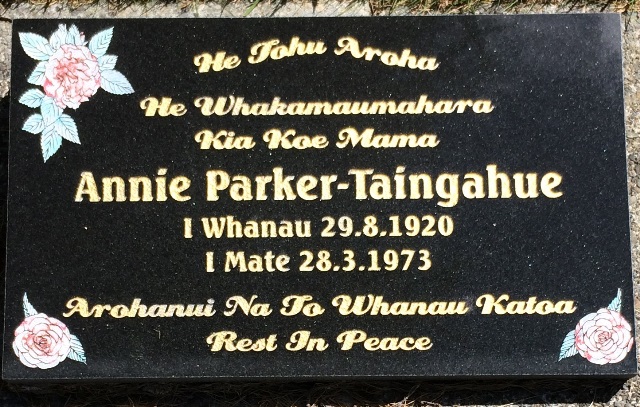 He Tohu Aroha
He Whakamaumahara
Kia Koe Mama
Annie Parker-Taingahue
I Whanau 29.8.1920
I Mate 28.3.1973
Arohanui Na To Whanau Katoa
Rest In Peace